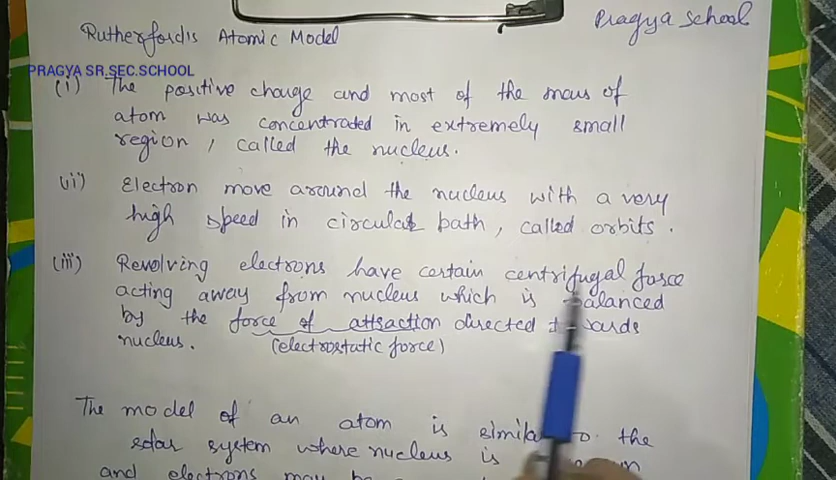 Pragya School
Rutherford's Atomic Model
PRAGYA SR.SEC.SCHOOL
(i) The positive charge and most of the mass of
atom was concentrated in extremely small
region, called the nucleus.
(ii) Electron move around the nucleus with a very
high speed in circular path, called orbits.
(iii) Revolving electrons have certain centrifugal force
acting away from nucleus which is balanced
by the force of attraction directed
nucleus. (electrostatic force)
The model of an atom is similar to the
solar system where nucleus is
and electrons may be